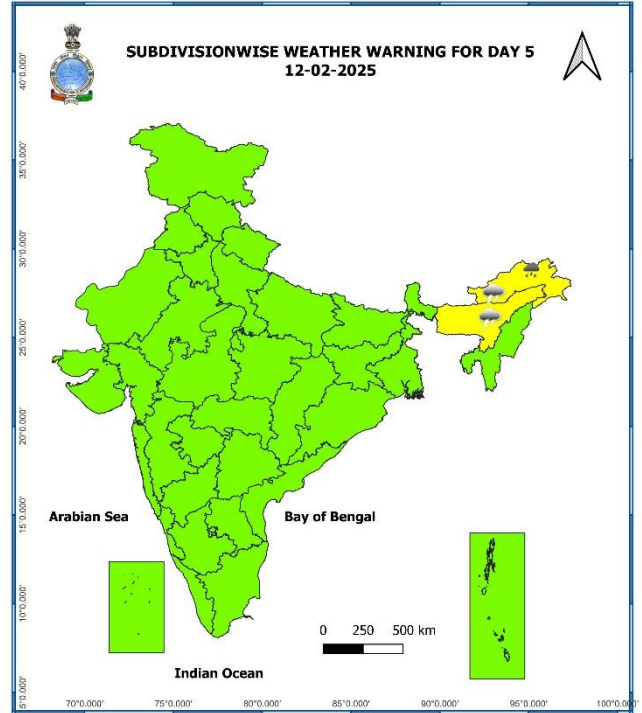 SUBDIVISIONWISE WEATHER WARNING FOR DAY 5
12-02-2025
40°0.000'
35°0.000'
30°0.000'
25°0.000'
20°0.000'
15°0.000'
10°0.000'
5°0.000'
Arabian Sea
Bay of Bengal
0 250 500 km
Indian Ocean
70°0.000' 75°0.000' 80°0.000' 85°0.000' 90°0.000' 95°0.000' 100°0.000'